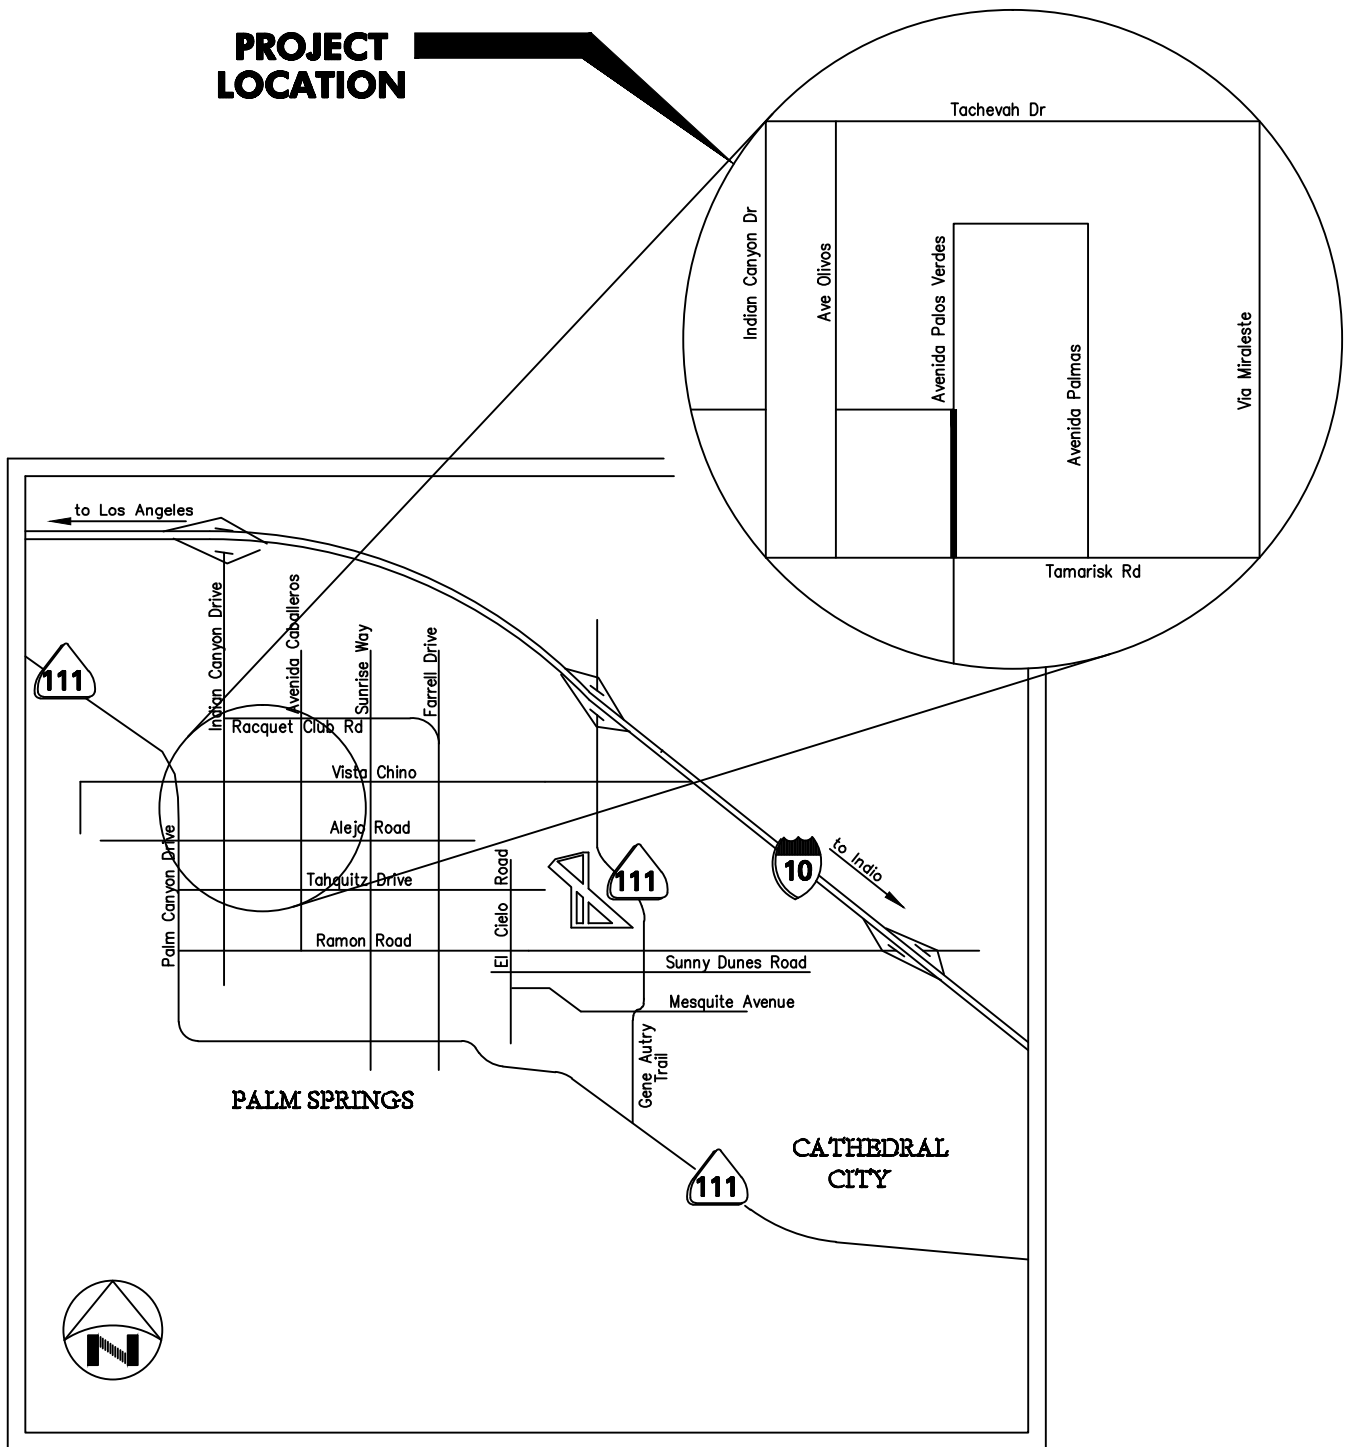 PROJECT
LOCATION
Tachevah Dr
Indian Canyon Dr
Ave Olivos
Avenida Palos Verdes
Avenida Palmas
Via Miraleste
Tamarisk Rd
to Los Angeles
Indian Canyon Drive
Avenida Caballeros
Sunrise Way
Farrell Drive
111
Racquet Club Rd
Vista Chino
Alejo Road
Palm Canyon Drive
Tahquitz Drive
El Cielo Road
111
10
to Indio
Ramon Road
Sunny Dunes Road
Mesquite Avenue
Gene Autry
Trail
PALM SPRINGS
CATHEDRAL
CITY
111
N